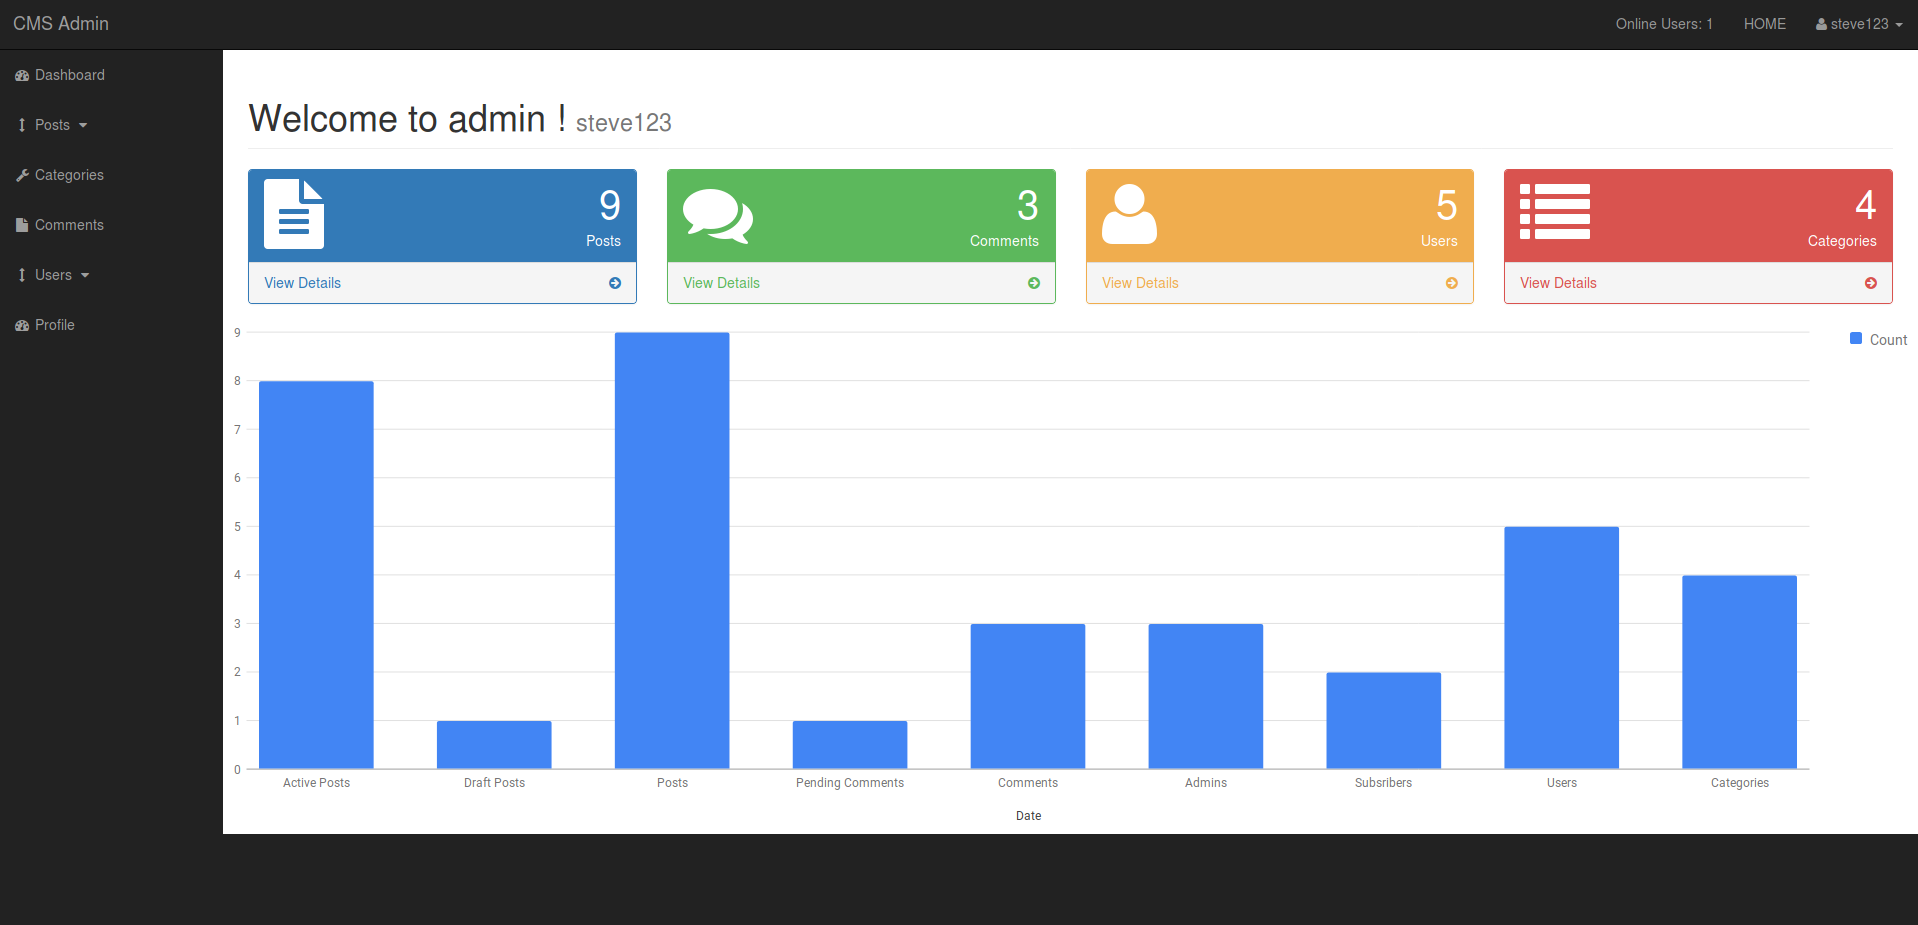 CMS Admin
Online Users: 1 HOME steve123
Dashboard
Posts
Categories
Comments
Users
Profile
Welcome to admin ! steve123
9
Posts
View Details
3
Comments
View Details
5
Users
View Details
4
Categories
View Details
9
8
7
6
5
4
3
2
1
0
Count
Active Posts Draft Posts Posts Pending Comments Comments Admins Subsribers Users Categories
Date